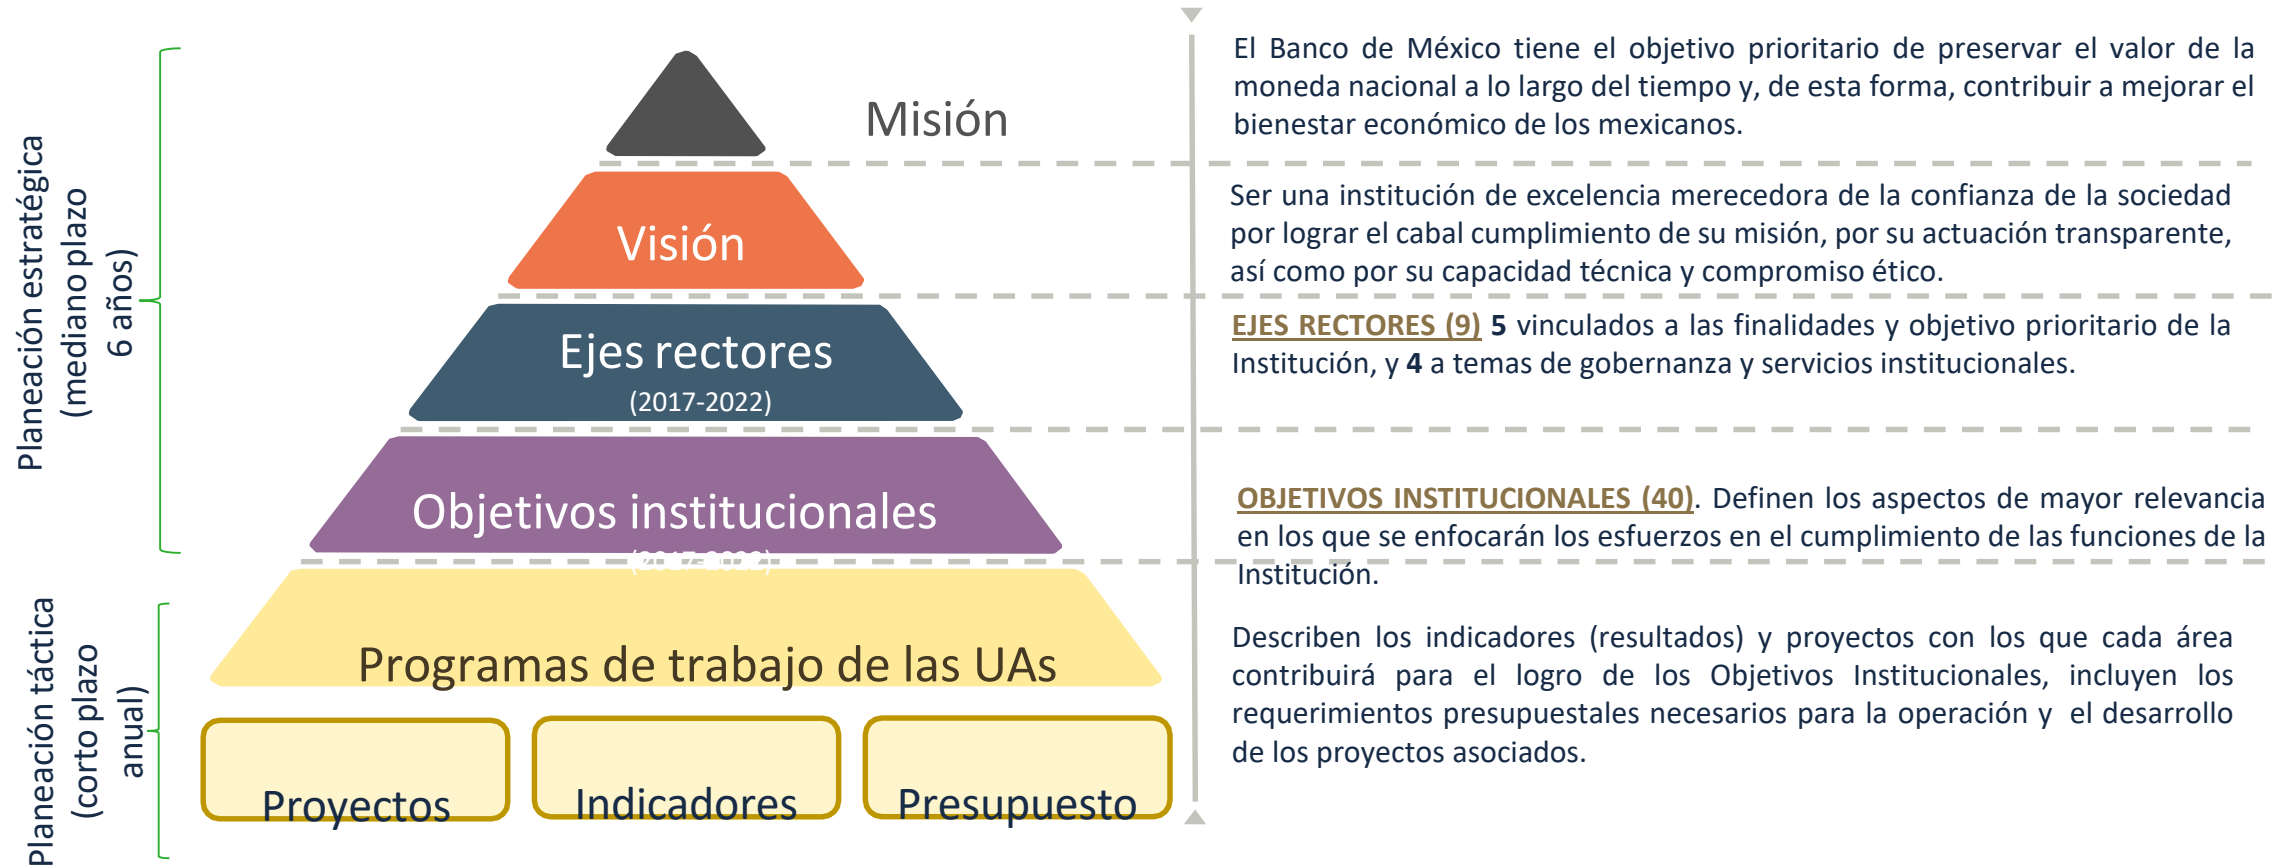 Planeación estratégica
(mediano plazo
6 años)
Planeación táctica
(corto plazo
anual)
Misión
Visión
Ejes rectores
(2017-2022)
Objetivos institucionales
(2017-2022)
Programas de trabajo de las UAs
Proyectos
Indicadores
Presupuesto
El Banco de México tiene el objetivo prioritario de preservar el valor de la
moneda nacional a lo largo del tiempo y, de esta forma, contribuir a mejorar el
bienestar económico de los mexicanos.
Ser una institución de excelencia merecedora de la confianza de la sociedad
por lograr el cabal cumplimiento de su misión, por su actuación transparente,
así como por su capacidad técnica y compromiso ético.
EJES RECTORES (9) 5 vinculados a las finalidades y objetivo prioritario de la
Institución, y 4 a temas de gobernanza y servicios institucionales.
OBJETIVOS INSTITUCIONALES (40). Definen los aspectos de mayor relevancia
en los que se enfocarán los esfuerzos en el cumplimiento de las funciones de la
Institución.
Describen los indicadores (resultados) y proyectos con los que cada área
contribuirá para el logro de los Objetivos Institucionales, incluyen los
requerimientos presupuestales necesarios para la operación y el desarrollo
de los proyectos asociados.